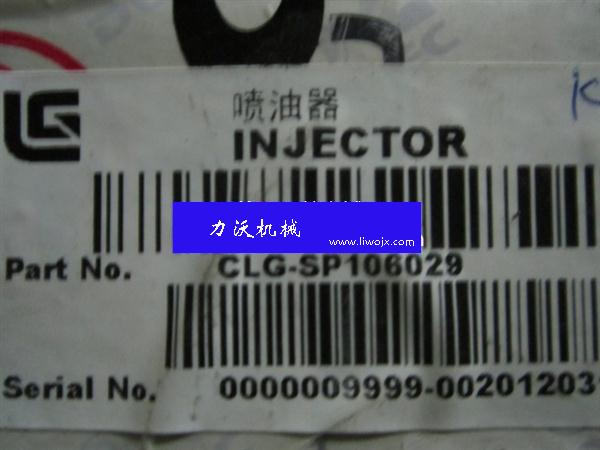 喷油器
INJECTOR
力沃机械
www.liwojx.com
Part No. CLG-SP106029
Serial No. 0000009999-00201203